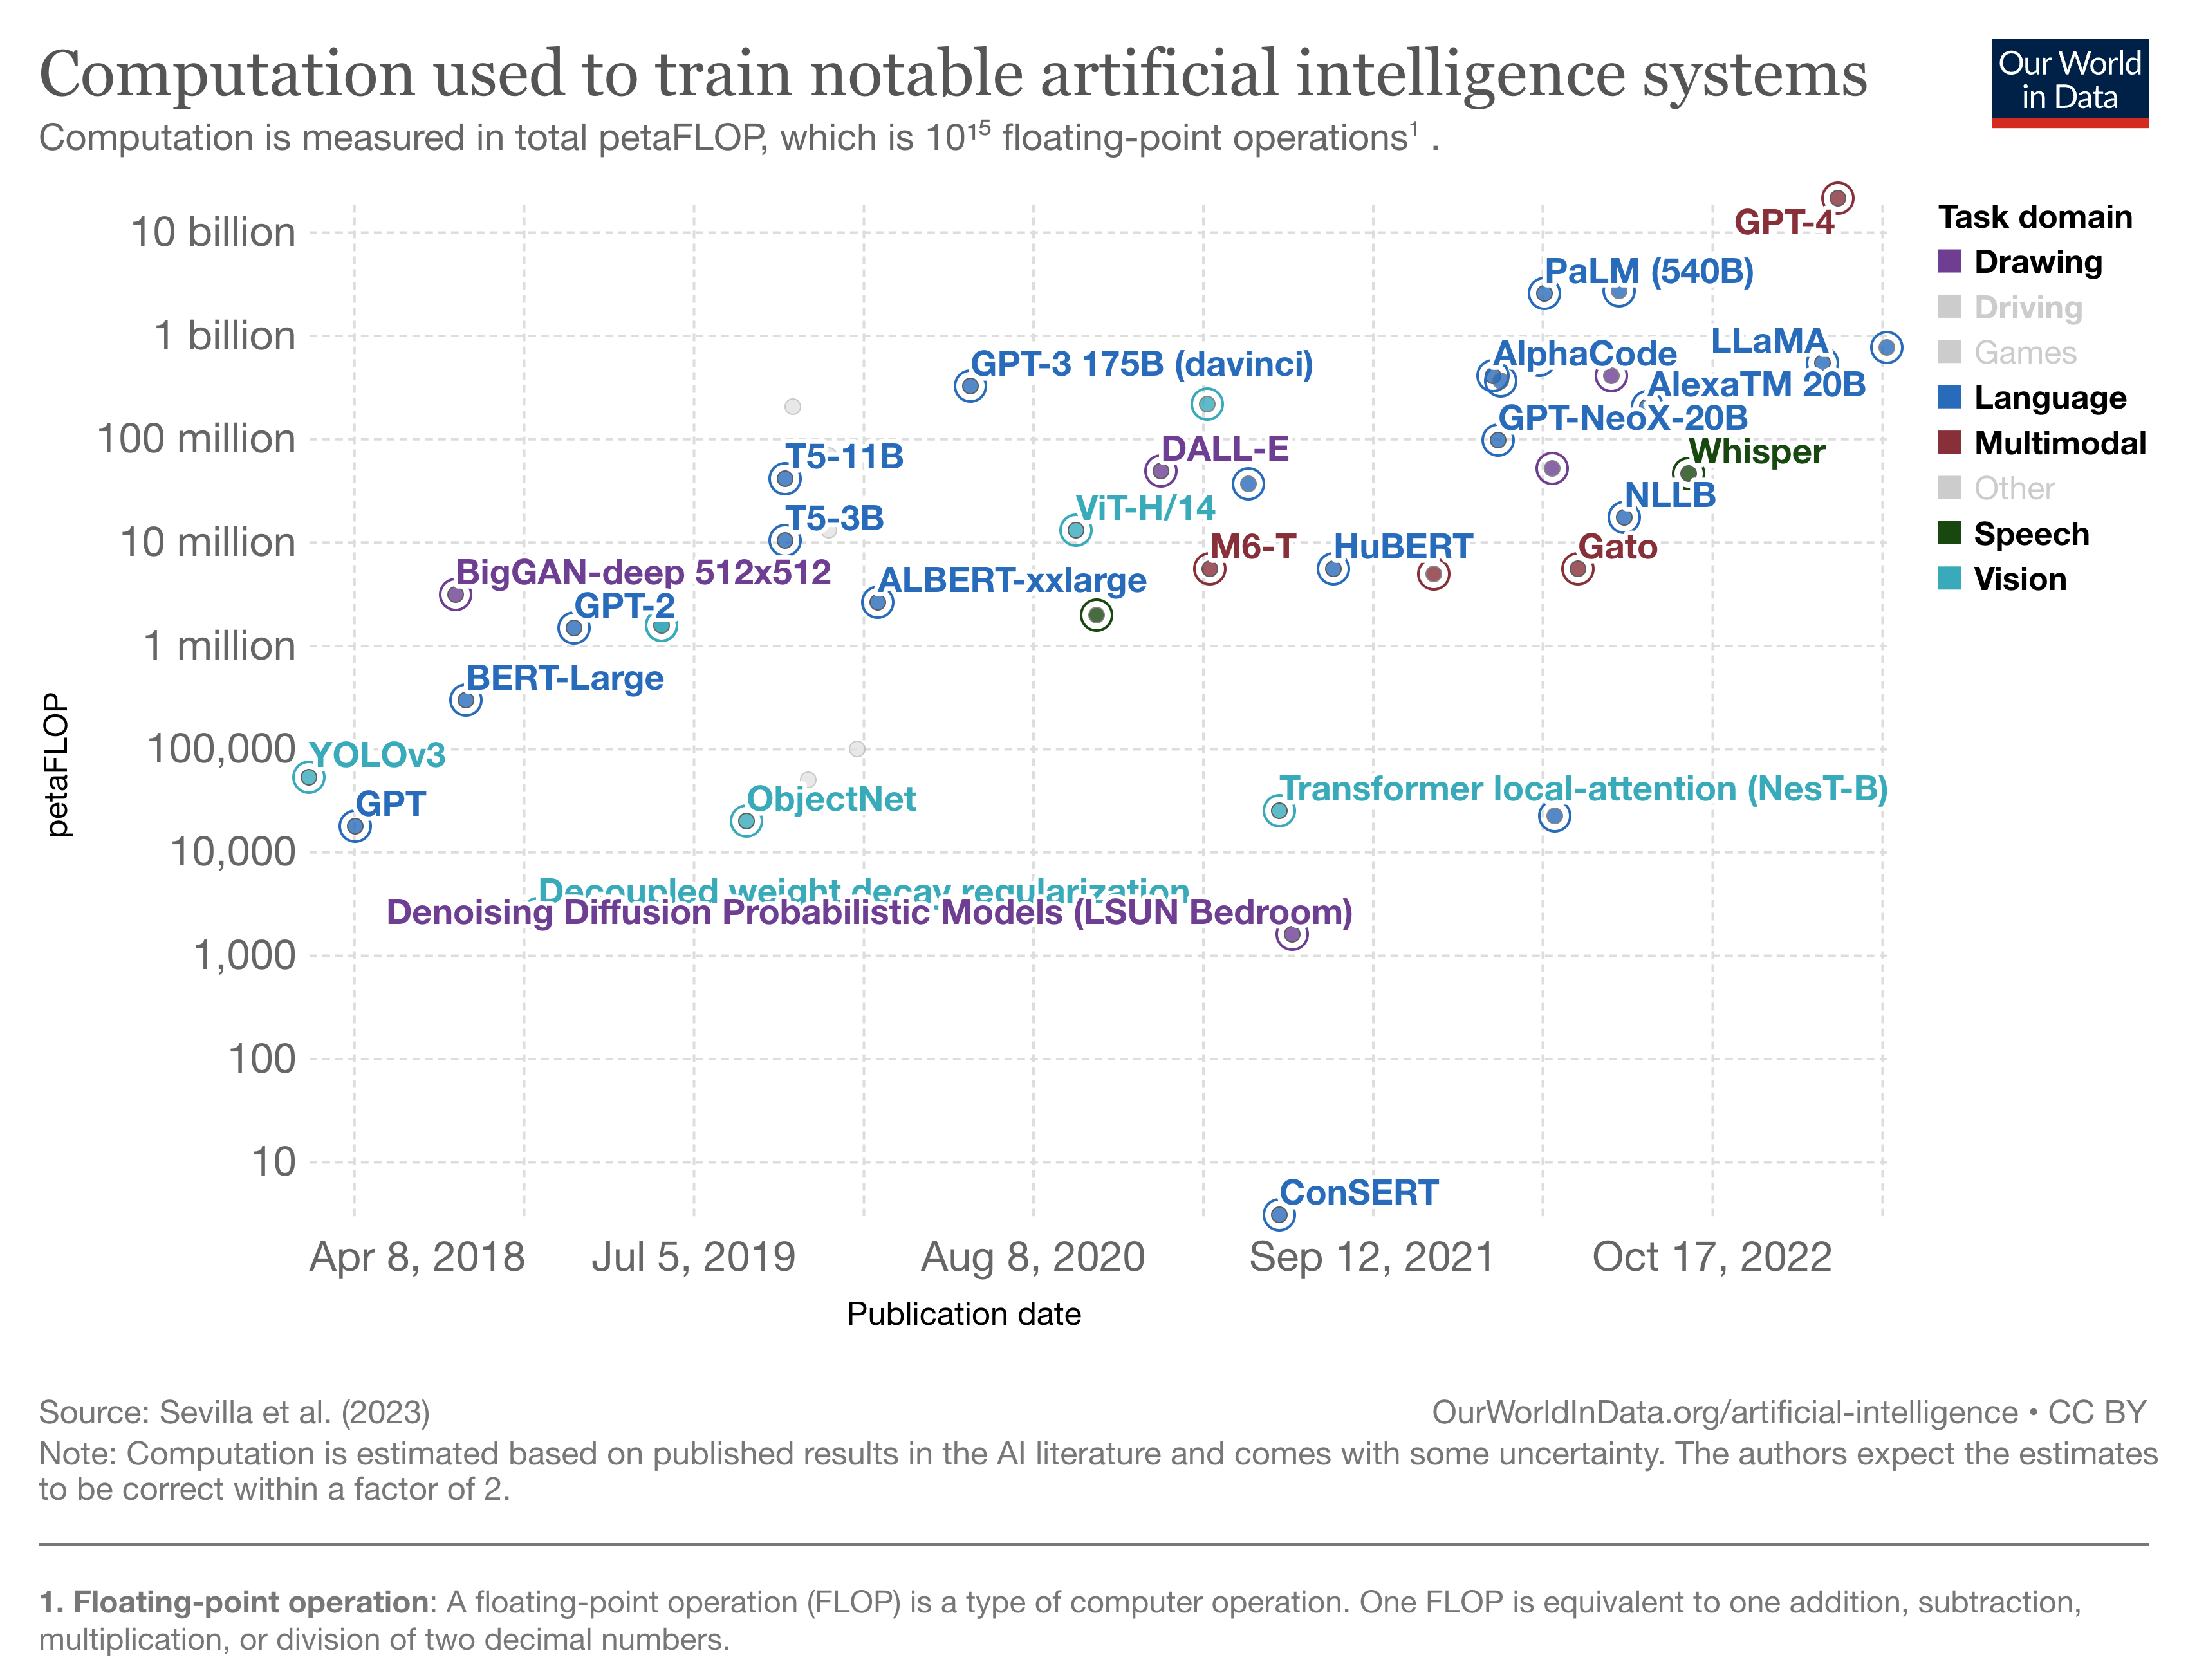 Computation used to train notable artificial intelligence systems
Our World
in Data
Computation is measured in total petaFLOP, which is 10¹⁵ floating-point operations¹ .
10 billion
1 billion
100 million
10 million
1 million
100,000
10,000
1,000
100
10
petaFLOP
GPT-4
PaLM (540B)
LLaMA
AlphaCode
GPT-3 175B (davinci)
AlexaTM 20B
GPT-NeoX-20B
DALL-E
Whisper
T5-11B
NLLB
ViT-H/14
T5-3B
M6-T
HuBERT
Gato
BigGAN-deep 512x512
ALBERT-xxlarge
GPT-2
BERT-Large
YOLOv3
Transformer local-attention (NesT-B)
ObjectNet
GPT
Decoupled weight decay regularization
Denoising Diffusion Probabilistic Models (LSUN Bedroom)
ConSERT
Apr 8, 2018
Jul 5, 2019
Aug 8, 2020
Sep 12, 2021
Oct 17, 2022
Publication date
Task domain
Drawing
Driving
Games
Language
Multimodal
Other
Speech
Vision
Source: Sevilla et al. (2023)
OurWorldInData.org/artificial-intelligence • CC BY
Note: Computation is estimated based on published results in the AI literature and comes with some uncertainty. The authors expect the estimates
to be correct within a factor of 2.
1. Floating-point operation: A floating-point operation (FLOP) is a type of computer operation. One FLOP is equivalent to one addition, subtraction,
multiplication, or division of two decimal numbers.